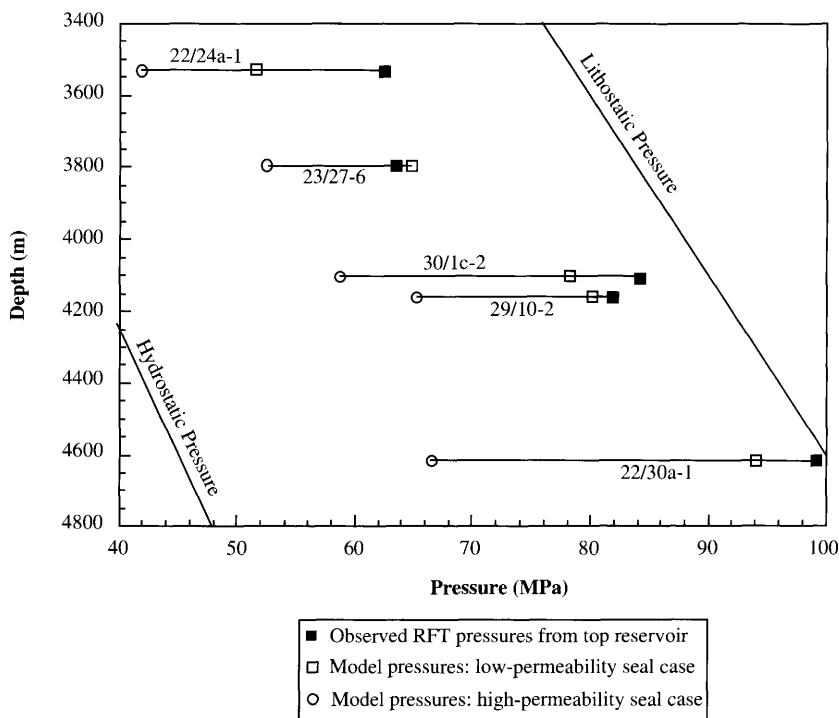 3400
3600
3800
4000
4200
4400
4600
4800
Depth (m)
22/24a-1
23/27-6
30/1c-2
29/10-2
22/30a-1
Lithostatic Pressure
Hydrostatic Pressure
40 50 60 70 80 90 100
Pressure (MPa)
Observed RFT pressures from top reservoir
Model pressures: low-permeability seal case
Model pressures: high-permeability seal case